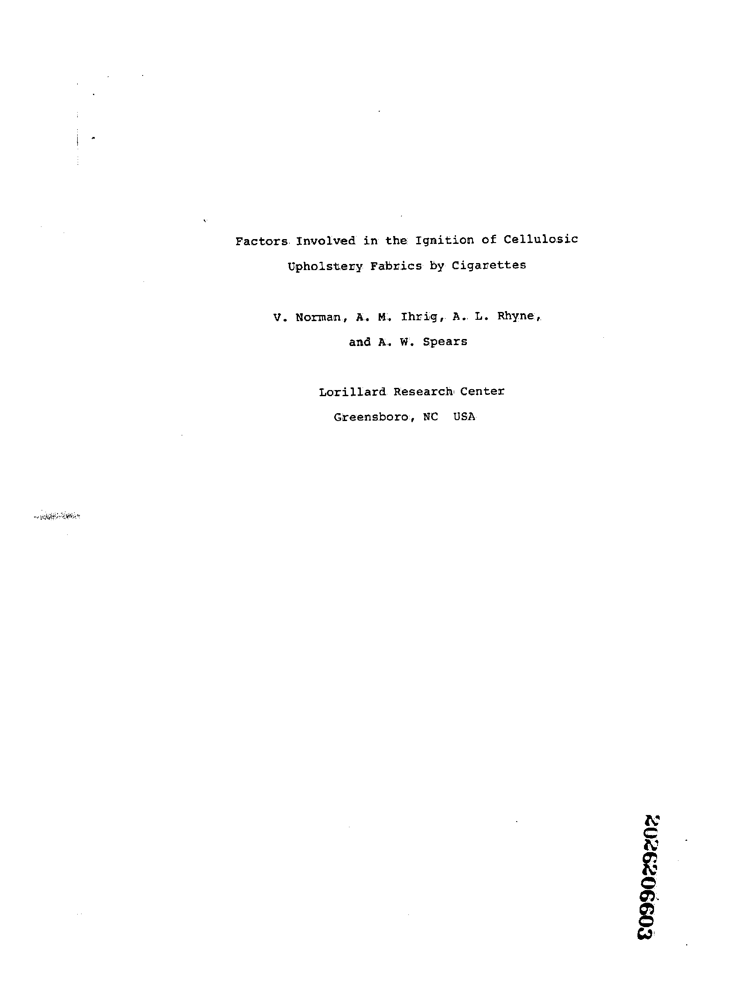 Factors Involved in the Ignition of Cellulosic
Upholstery Fabrics by Cigarettes
V. Norman, A. M. Ihrig, A. L. Rhyne,
and A. W. Spears
Lorillard Research Center
Greensboro, NC USA
2026206603